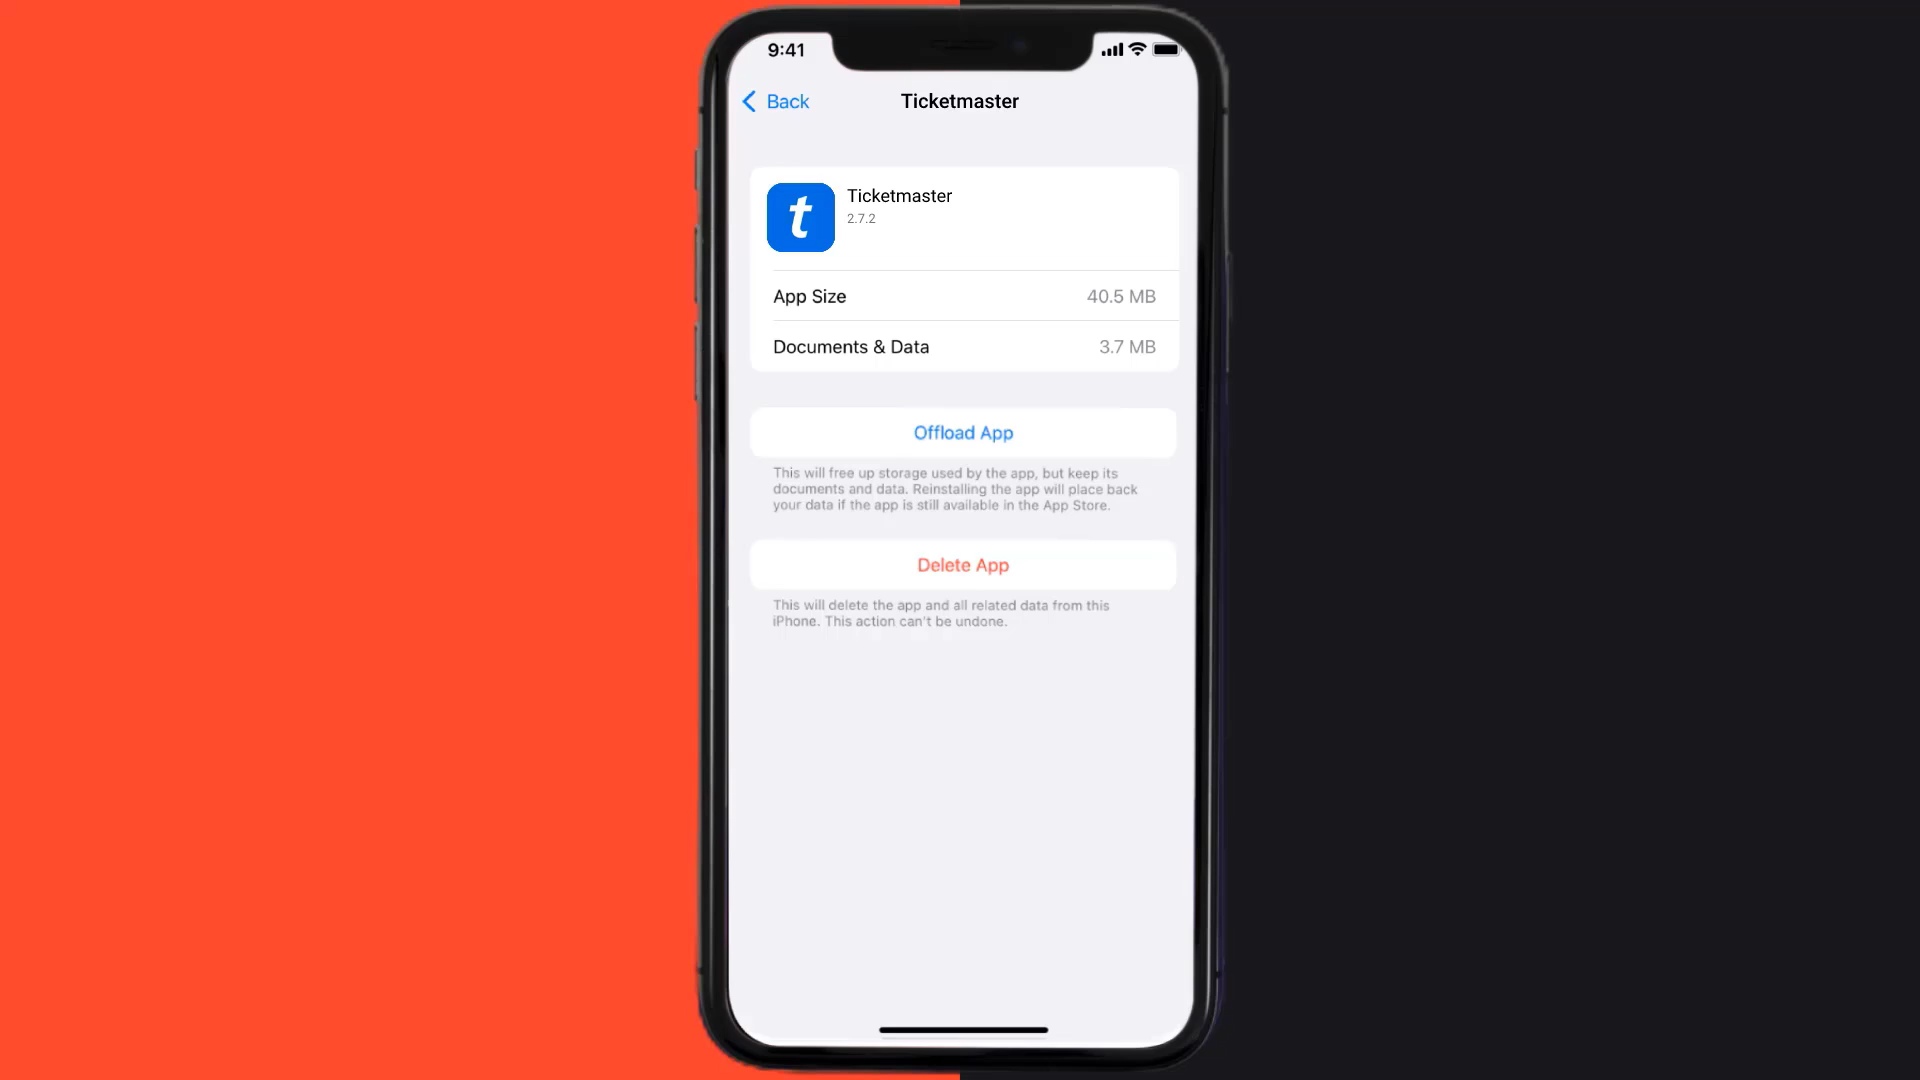 9:41
Back
Ticketmaster
t
Ticketmaster
2.7.2
App Size 40.5 MB
Documents & Data 3.7 MB
Offload App
This will free up storage used by the app, but keep its
documents and data. Reinstalling the app will place back
your data if the app is still available in the App Store.
Delete App
This will delete the app and all related data from this
iPhone. This action can't be undone.